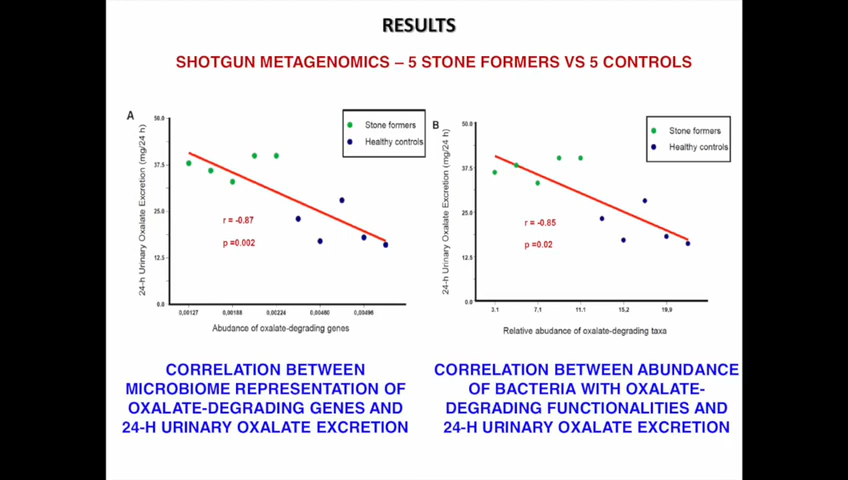 RESULTS
SHOTGUN METAGENOMICS – 5 STONE FORMERS VS 5 CONTROLS
A
Stone formers
Healthy controls
24-h Urinary Oxalate Excretion (mg/24 h)
50.0
37.5
25.0
12.5
0.0
r = -0.87
p =0.002
0,00127
0,00188
0,00224
0,00460
0,00496
Abudance of oxalate-degrading genes
B
Stone formers
Healthy controls
24-h Urinary Oxalate Excretion (mg/24 h)
50.0
37.5
25.0
12.5
0.0
r = -0.85
p =0.02
3.1
7,1
11.1
15,2
19,9
Relative abudance of oxalate-degrading taxa
CORRELATION BETWEEN
MICROBIOME REPRESENTATION OF
OXALATE-DEGRADING GENES AND
24-H URINARY OXALATE EXCRETION
CORRELATION BETWEEN ABUNDANCE
OF BACTERIA WITH OXALATE-
DEGRADING FUNCTIONALITIES AND
24-H URINARY OXALATE EXCRETION